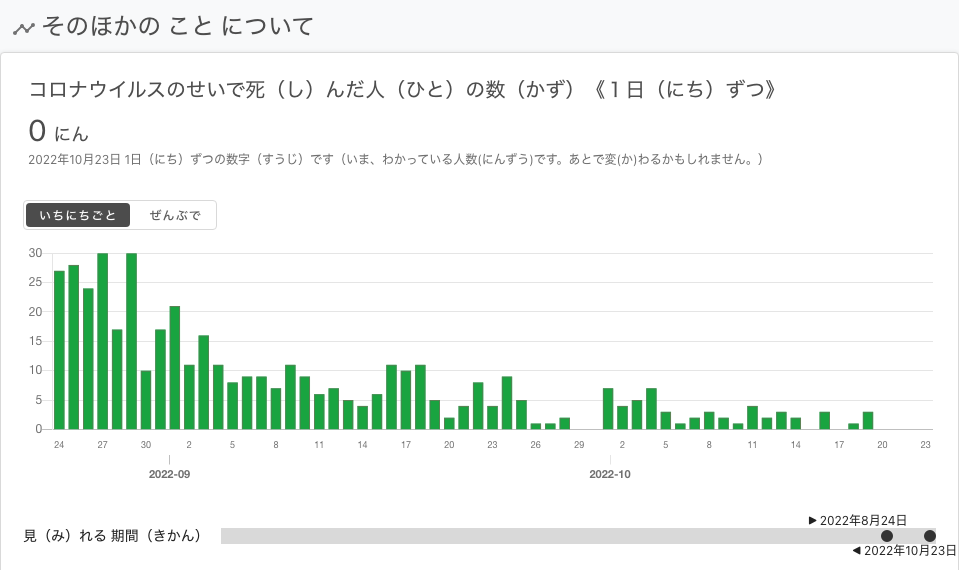 そのほかの こと について
コロナウイルスのせいで死（し）んだ人（ひと）の数（かず）《１日（にち）ずつ》
0 にん
2022年10月23日 1日（にち）ずつの数字（すうじ）です（いま、わかっている人数(にんずう)です。あとで変(か)わるかもしれません。）
いちにちごと ぜんぶで
30
25
20
15
10
5
0
24 27 30 2 5 8 11 14 17 20 23 26 29 2 5 8 11 14 17 20 23
2022-09 2022-10
▶ 2022年8月24日
見（み）れる 期間（きかん）
◀ 2022年10月23日